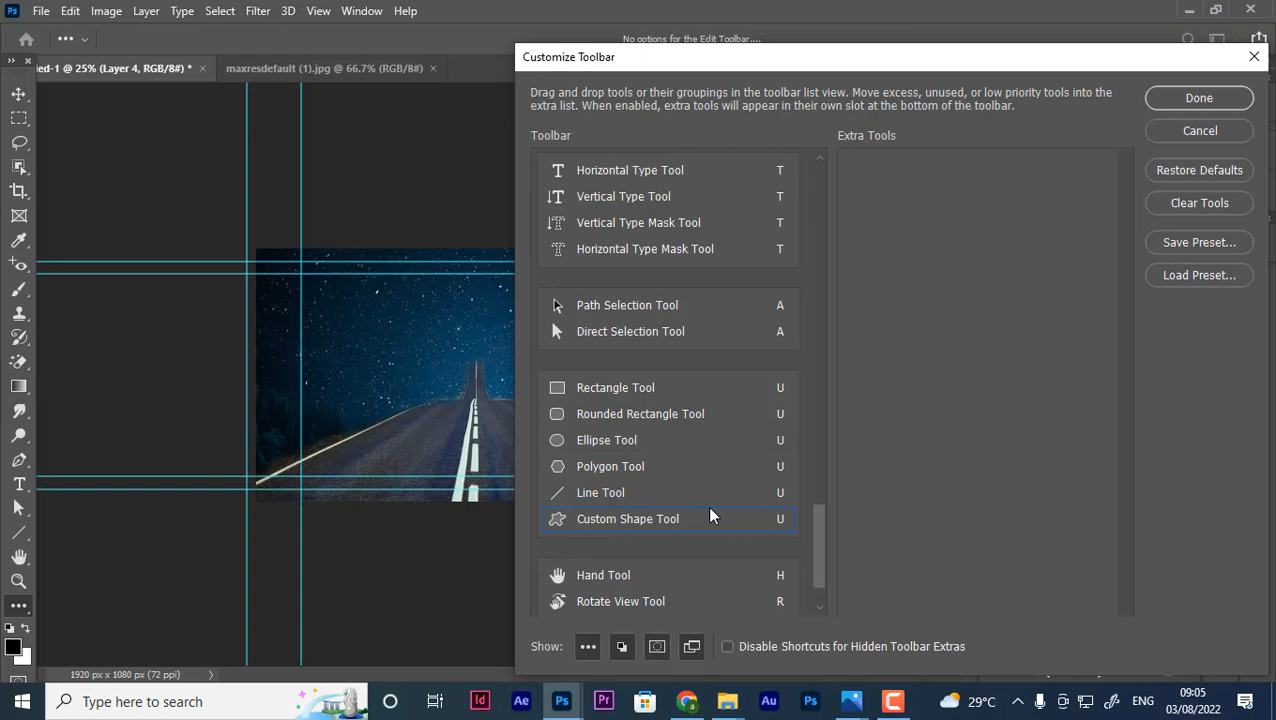 Ps File Edit Image Layer Type Select Filter 3D View Window Help
No options for the Edit Toolbar....
led-1 @ 25% (Layer 4, RGB/8#) * × maxresdefault (1).jpg @ 66.7% (RGB/8#) ×
Customize Toolbar
Drag and drop tools or their groupings in the toolbar list view. Move excess, unused, or low priority tools into the
extra list. When enabled, extra tools will appear in their own slot at the bottom of the toolbar.
Done
Cancel
Restore Defaults
Clear Tools
Save Preset...
Load Preset...
Toolbar
Extra Tools
Horizontal Type Tool T
Vertical Type Tool T
Vertical Type Mask Tool T
Horizontal Type Mask Tool T
Path Selection Tool A
Direct Selection Tool A
Rectangle Tool U
Rounded Rectangle Tool U
Ellipse Tool U
Polygon Tool U
Line Tool U
Custom Shape Tool U
Hand Tool H
Rotate View Tool R
Show: Disable Shortcuts for Hidden Toolbar Extras
1920 px x 1080 px (72 ppi)
Type here to search
Id Ae Ps Pr Au Ps
29°C
ENG
09:05
03/08/2022